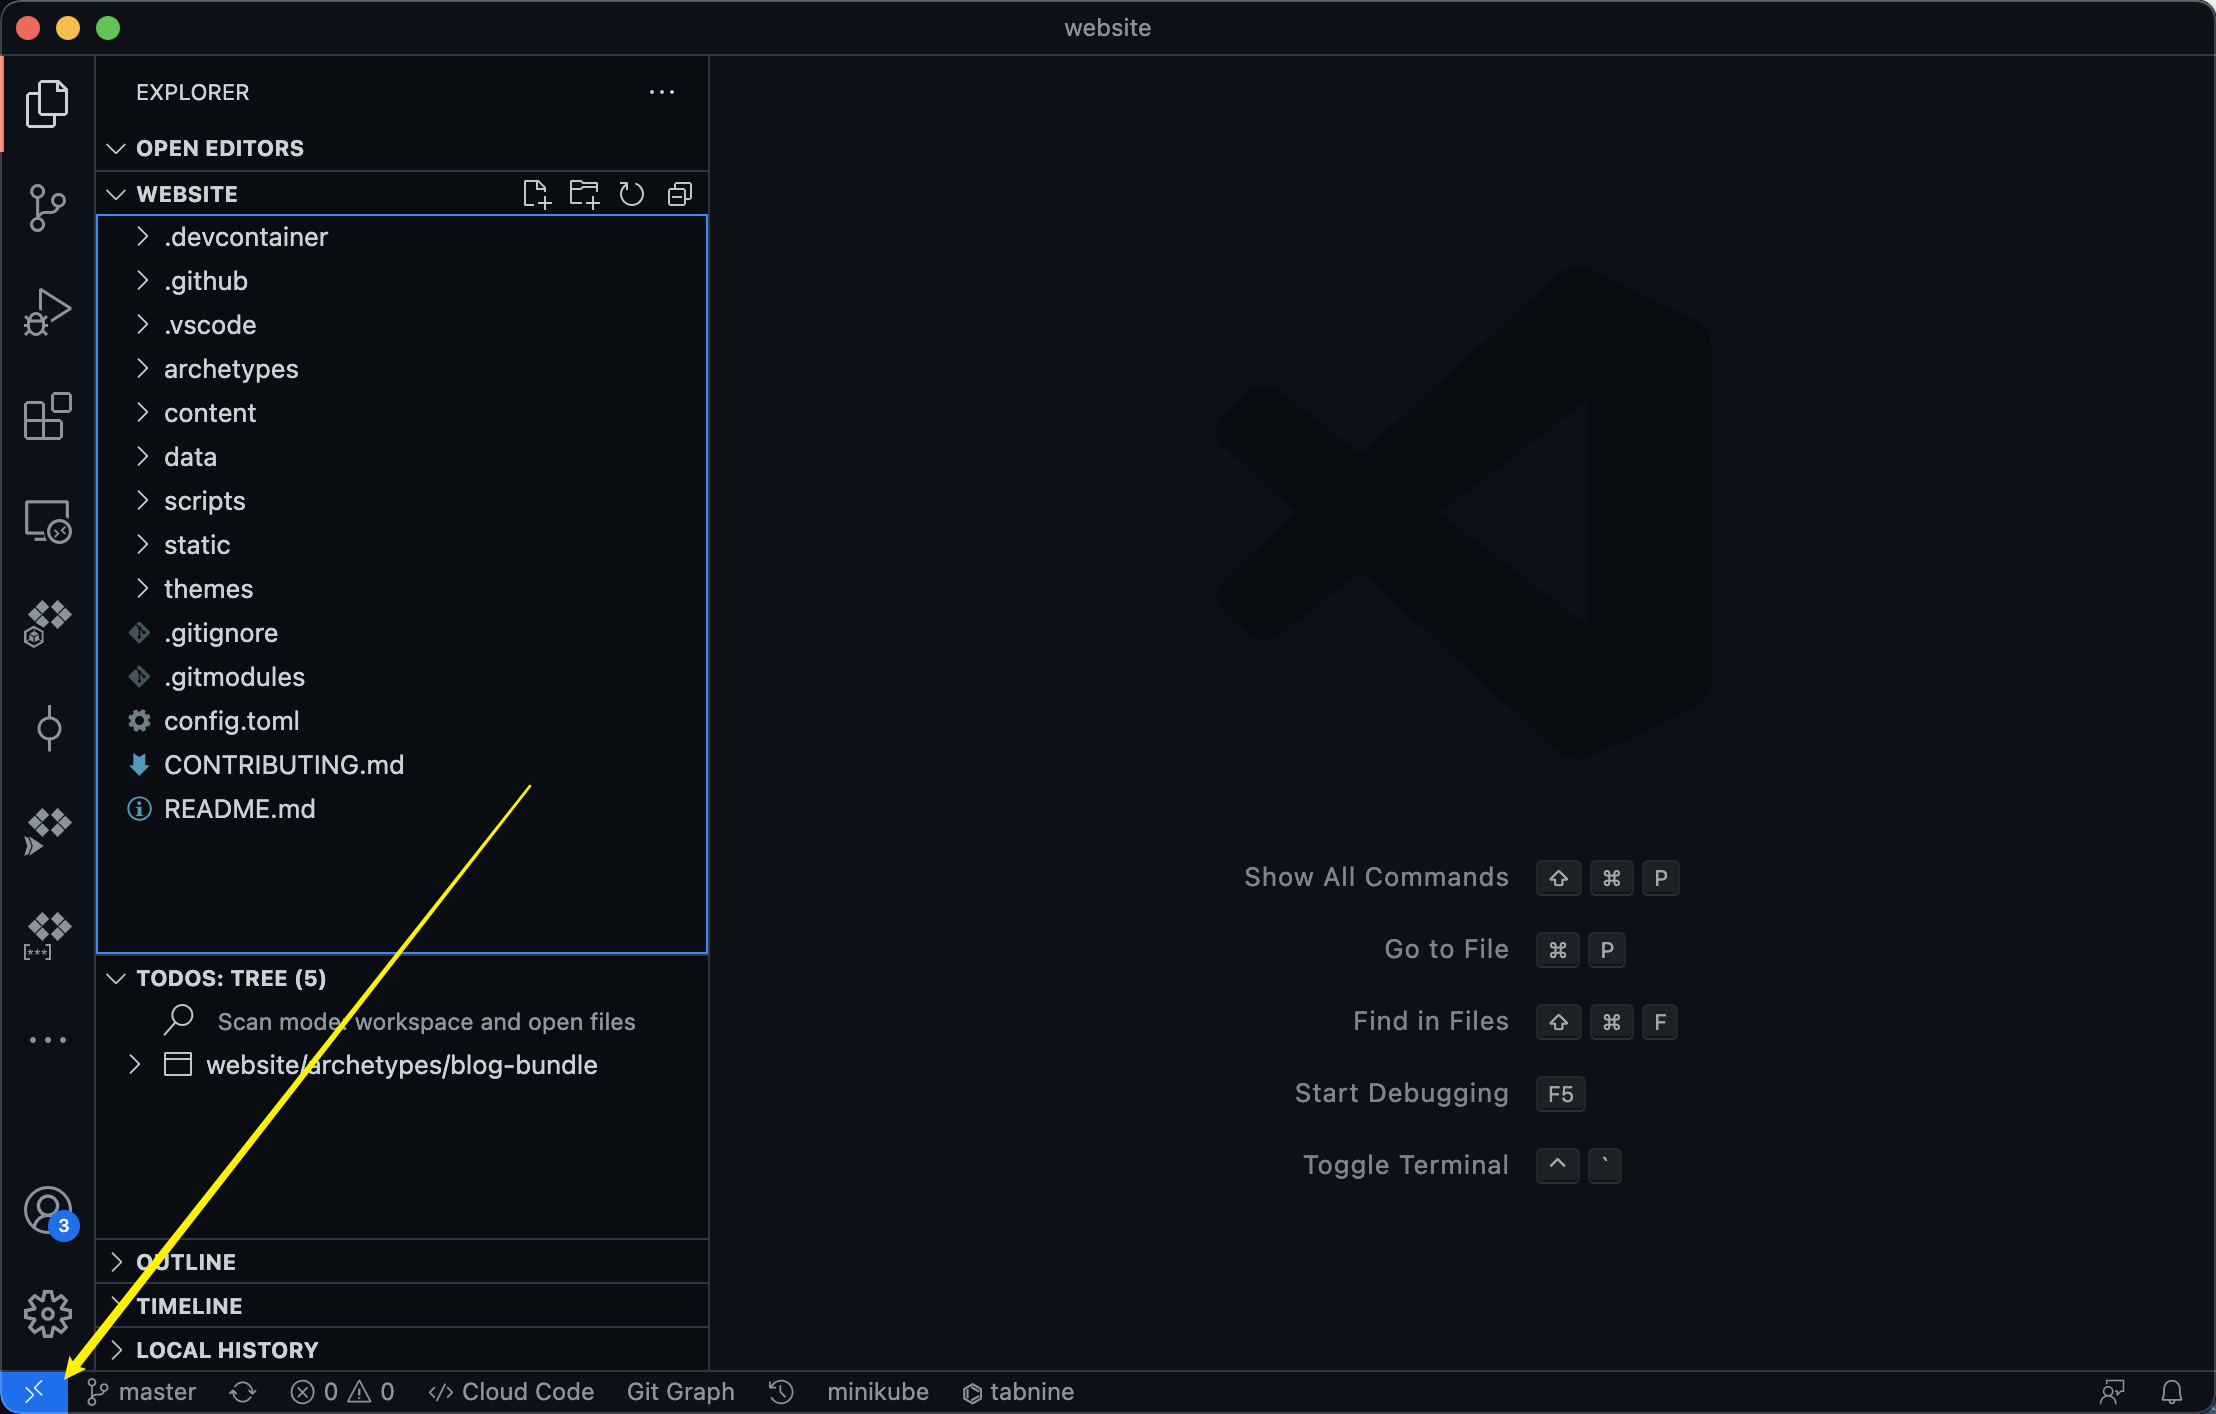 website
EXPLORER
OPEN EDITORS
WEBSITE
.devcontainer
.github
.vscode
archetypes
content
data
scripts
static
themes
.gitignore
.gitmodules
config.toml
CONTRIBUTING.md
README.md
TODOS: TREE (5)
Scan mode: workspace and open files
website/archetypes/blog-bundle
OUTLINE
TIMELINE
LOCAL HISTORY
3
[***]
Show All Commands ⇧ ⌘ P
Go to File ⌘ P
Find in Files ⇧ ⌘ F
Start Debugging F5
Toggle Terminal ^ `
master 0 0 </> Cloud Code Git Graph minikube tabnine